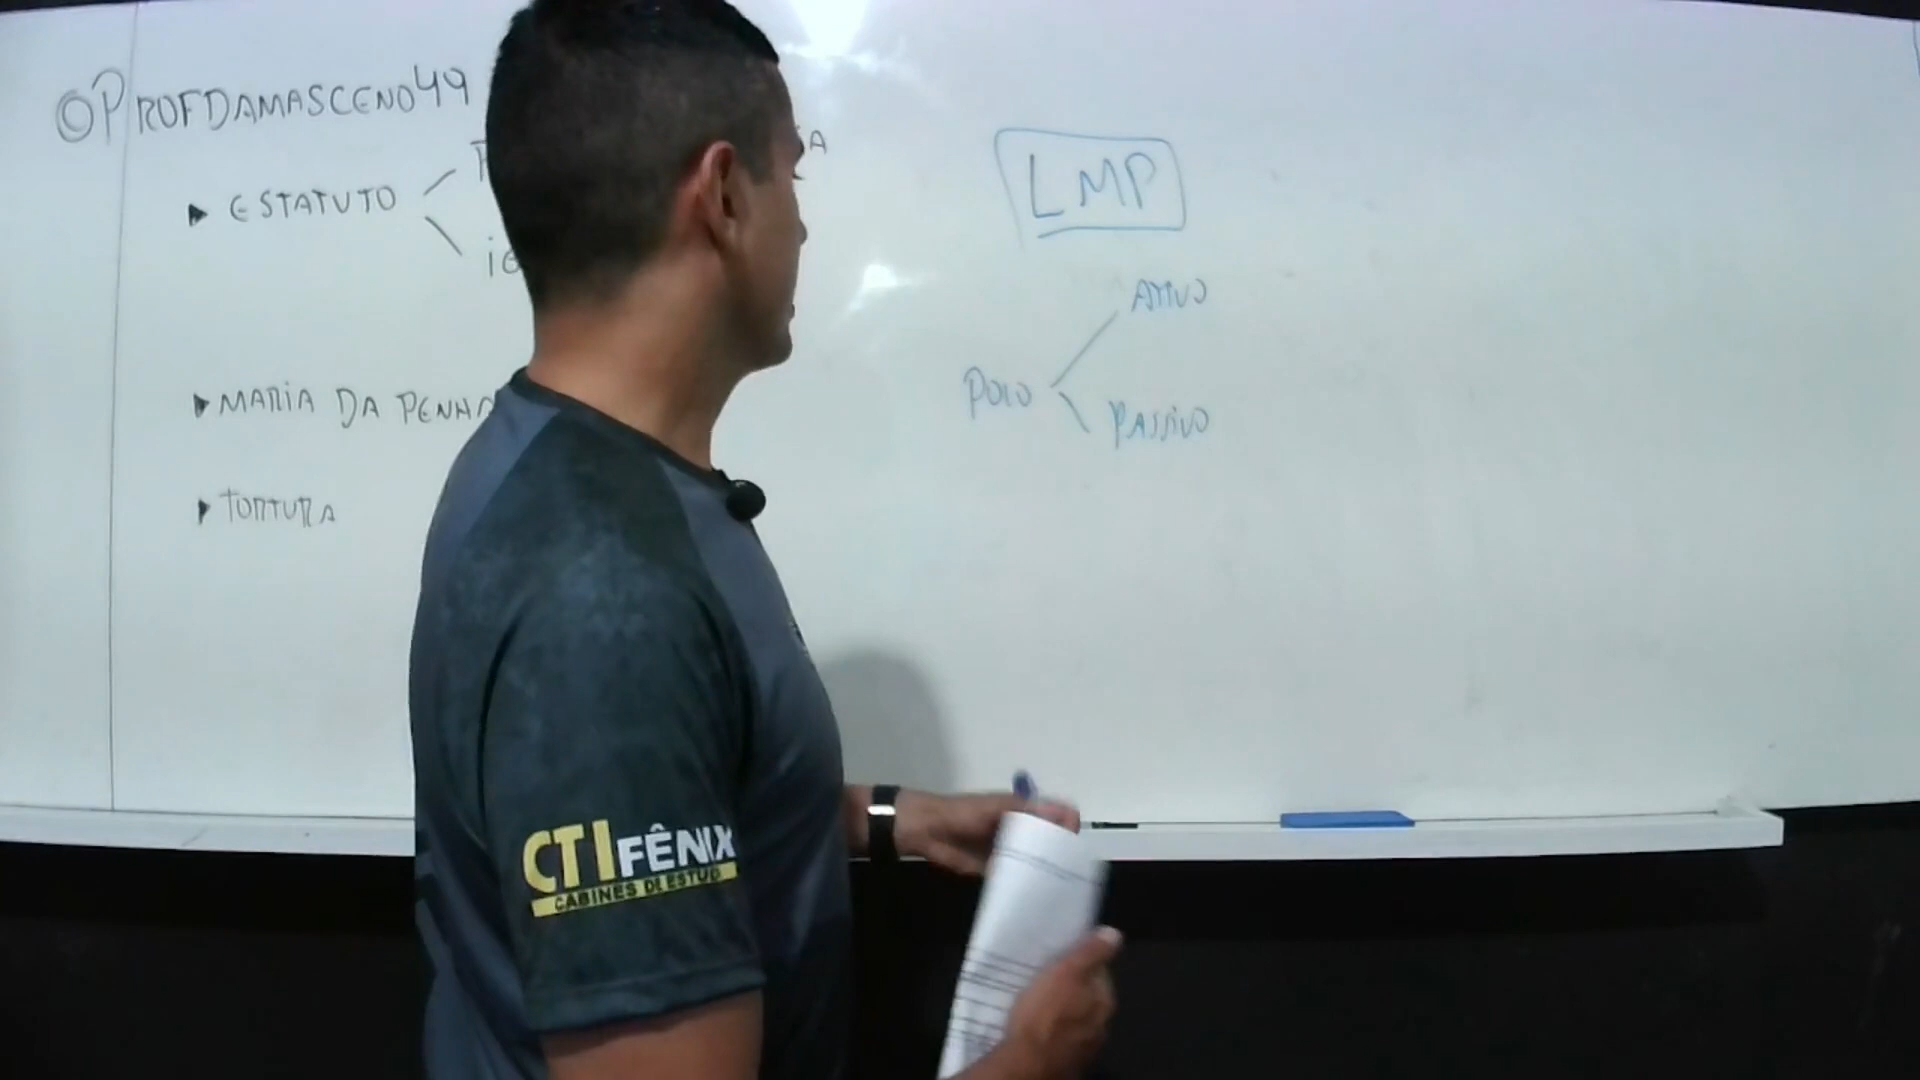 @PROFDAMASCENO49
ESTATUTO
MARIA DA PENHA
TORTURA
LMP
ATIVO
POLO
PASSIVO
CTI FÊNIX
CABINES DE ESTUDO